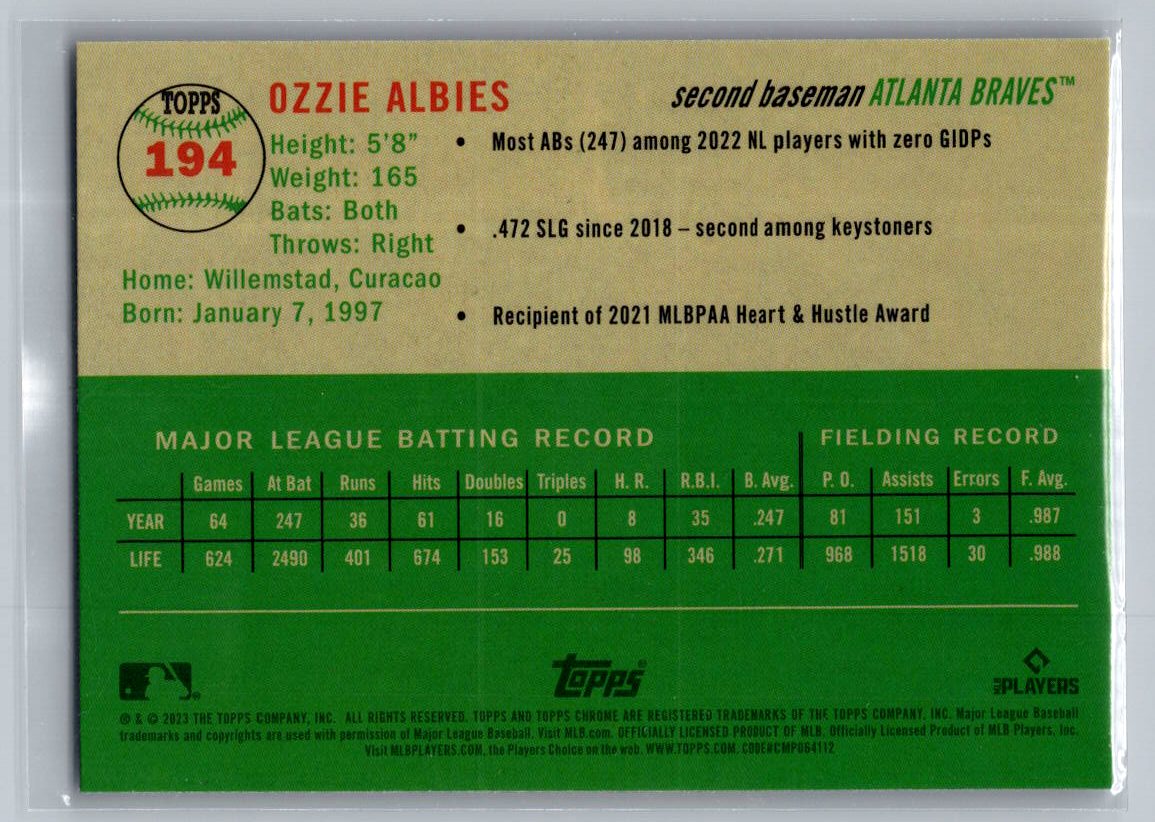 TOPPS
194
OZZIE ALBIES
second baseman ATLANTA BRAVES™
Height: 5'8"
Weight: 165
Bats: Both
Throws: Right
Home: Willemstad, Curacao
Born: January 7, 1997
• Most ABs (247) among 2022 NL players with zero GIDPs
• .472 SLG since 2018 – second among keystoners
• Recipient of 2021 MLBPAA Heart & Hustle Award
MAJOR LEAGUE BATTING RECORD
FIELDING RECORD
Games At Bat Runs Hits Doubles Triples H. R. R.B.I. B. Avg. P. O. Assists Errors F. Avg.
YEAR 64 247 36 61 16 0 8 35 .247 81 151 3 .987
LIFE 624 2490 401 674 153 25 98 346 .271 968 1518 30 .988
Topps®
PLAYERS
® & © 2023 THE TOPPS COMPANY, INC. ALL RIGHTS RESERVED. TOPPS AND TOPPS CHROME ARE REGISTERED TRADEMARKS OF THE TOPPS COMPANY, INC. Major League Baseball
trademarks and copyrights are used with permission of Major League Baseball. Visit MLB.com. OFFICIALLY LICENSED PRODUCT OF MLB. Officially Licensed Product of MLB Players, Inc.
Visit MLBPLAYERS.COM, the Players Choice on the web. WWW.TOPPS.COM. CODE#CMP064112